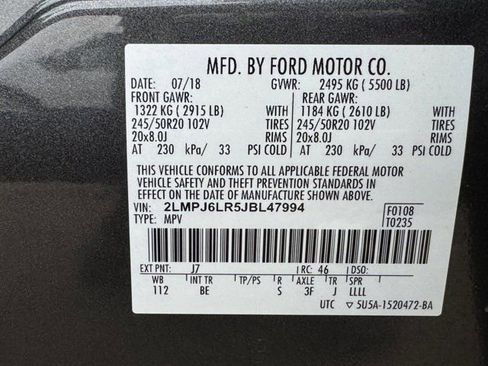 MFD. BY FORD MOTOR CO.
DATE: 07/18 GVWR: 2495 KG ( 5500 LB)
FRONT GAWR: REAR GAWR:
1322 KG ( 2915 LB) WITH 1184 KG ( 2610 LB) WITH
245/50R20 102V TIRES 245/50R20 102V TIRES
20x8.0J RIMS 20x8.0J RIMS
AT 230 kPa/ 33 PSI COLD AT 230 kPa/ 33 PSI COLD
THIS VEHICLE CONFORMS TO ALL APPLICABLE FEDERAL MOTOR
VEHICLE SAFETY AND THEFT PREVENTION STANDARDS IN
EFFECT ON THE DATE OF MANUFACTURE SHOWN ABOVE.
VIN: 2LMPJ6LR5JBL47994 F0108
TYPE: MPV T0235
EXT PNT: J7 RC: 46 DSO:
WB INT TR TP/PS R AXLE TR SPR
112 BE S 3F J LLLL
UTC ▽ 5U5A-1520472-BA